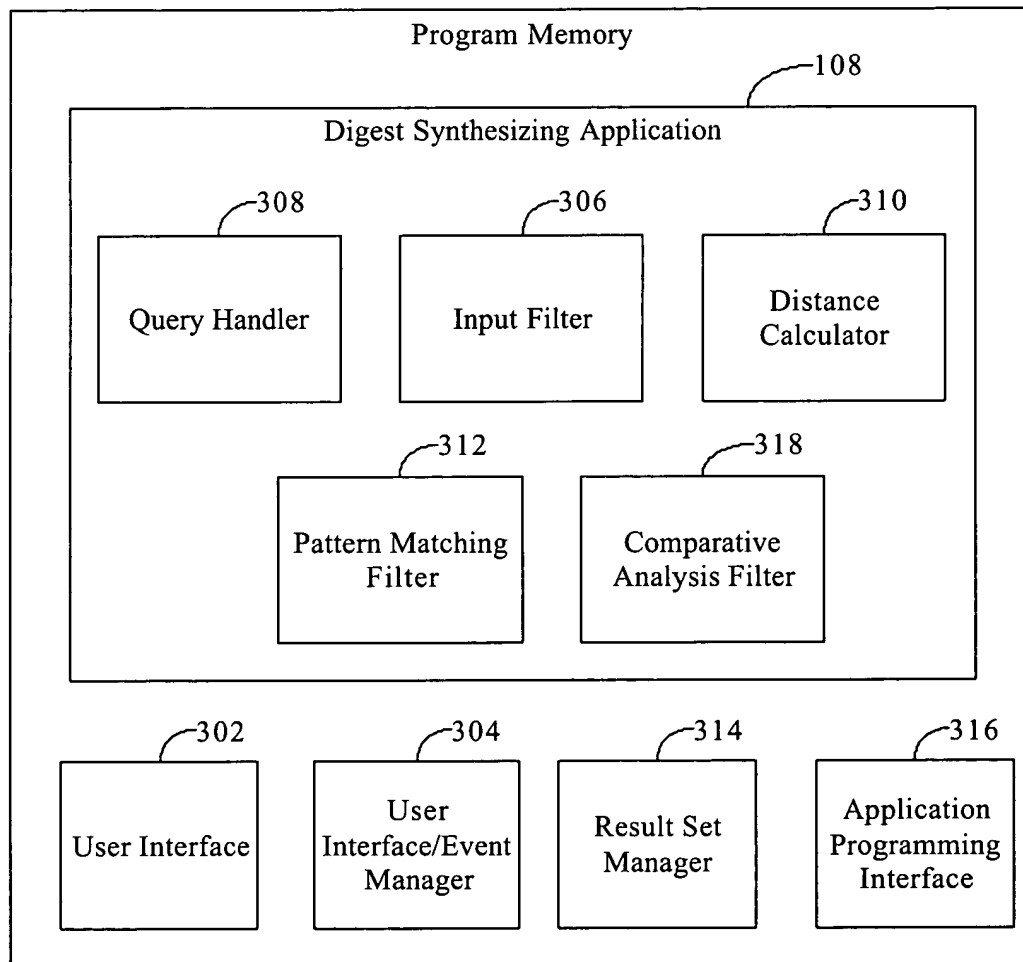 Program Memory
108
Digest Synthesizing Application
308
306
310
Query Handler
Input Filter
Distance
Calculator
312
318
Pattern Matching
Filter
Comparative
Analysis Filter
302
304
314
316
User Interface
User
Interface/Event
Manager
Result Set
Manager
Application
Programming
Interface